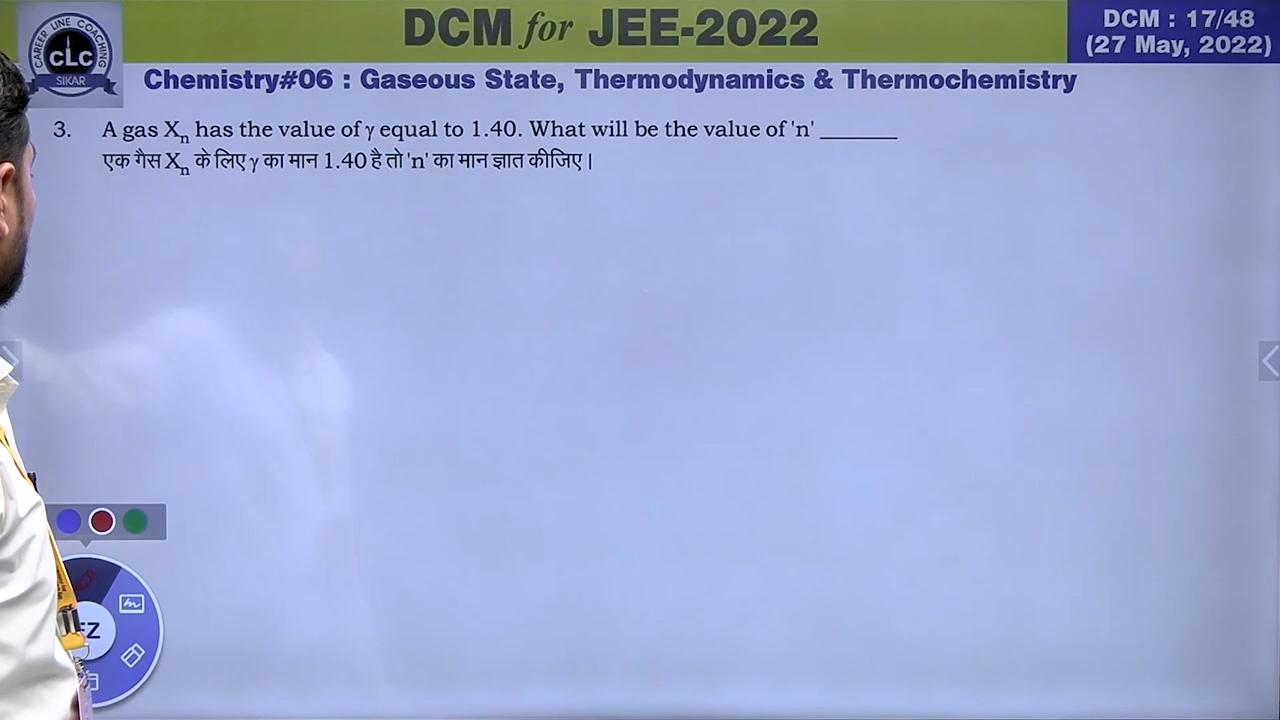 CAREER LINE COACHING
CLC
SIKAR
DCM for JEE-2022
DCM : 17/48
(27 May, 2022)
Chemistry#06 : Gaseous State, Thermodynamics & Thermochemistry
3. A gas Xn has the value of γ equal to 1.40. What will be the value of 'n' _______
एक गैस Xn के लिए γ का मान 1.40 है तो 'n' का मान ज्ञात कीजिए।